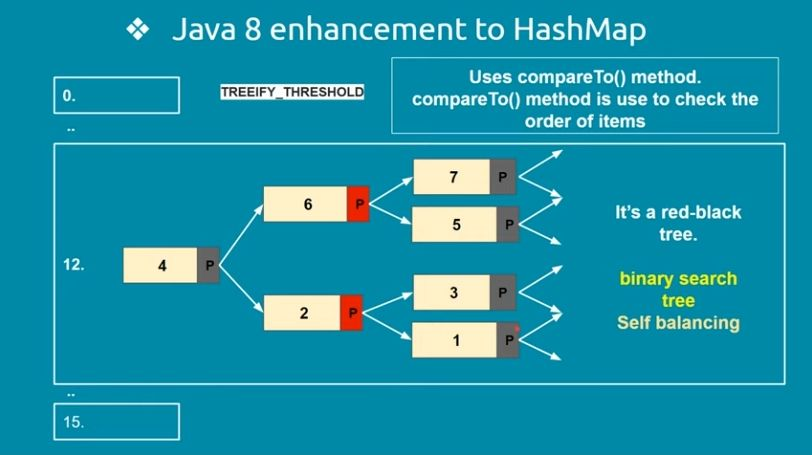 ❖ Java 8 enhancement to HashMap
0.
TREEIFY_THRESHOLD
Uses compareTo() method.
compareTo() method is use to check the
order of items
..
12.
4 P
6 P
2 P
7 P
5 P
3 P
1 P
It's a red-black
tree.
binary search
tree
Self balancing
..
15.